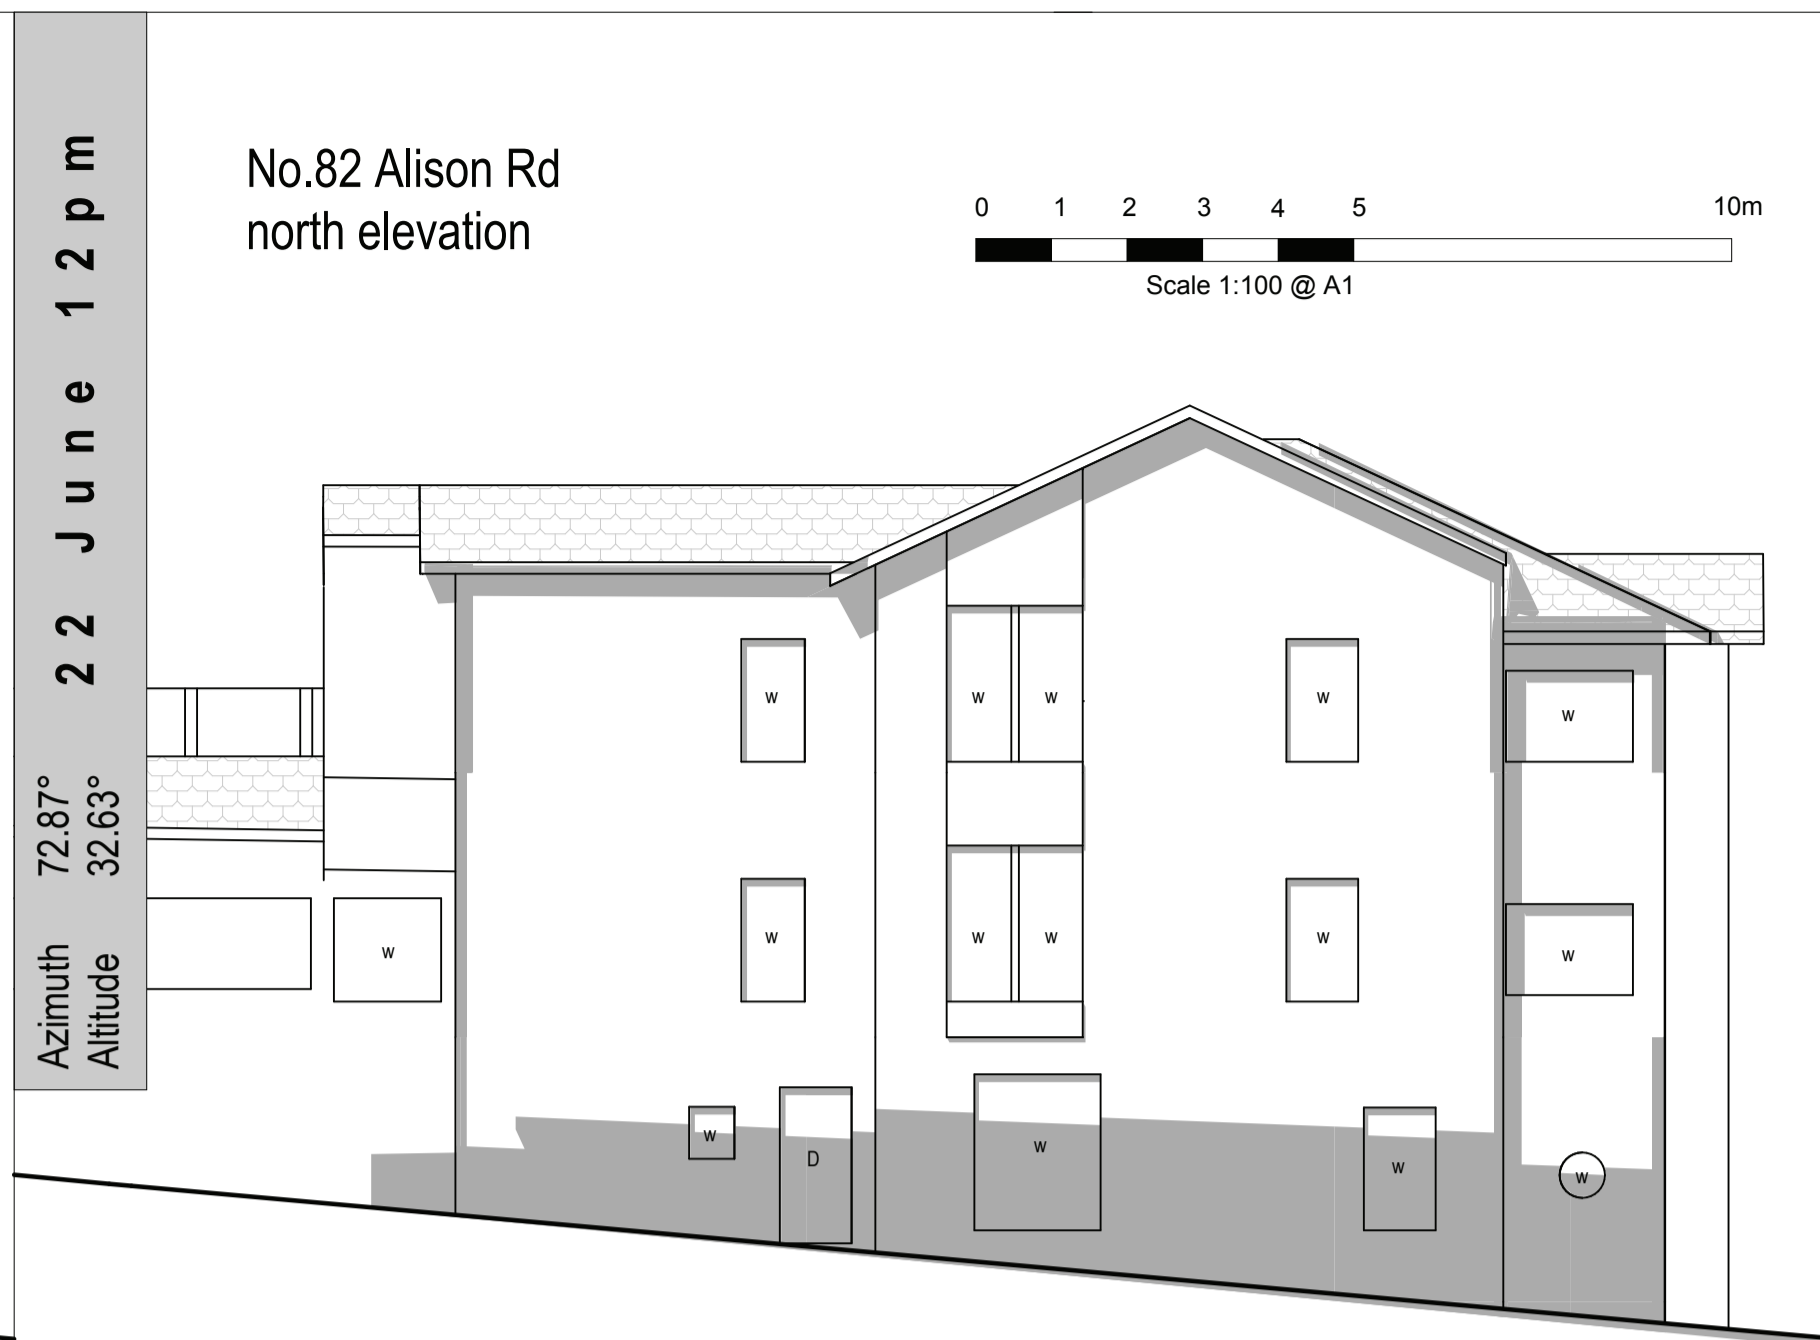 22 June 12pm
Azimuth 72.87°
Altitude 32.63°
No.82 Alison Rd
north elevation
0 1 2 3 4 5 10m
Scale 1:100 @ A1
W W W W W
W W W W W W
W D W W W